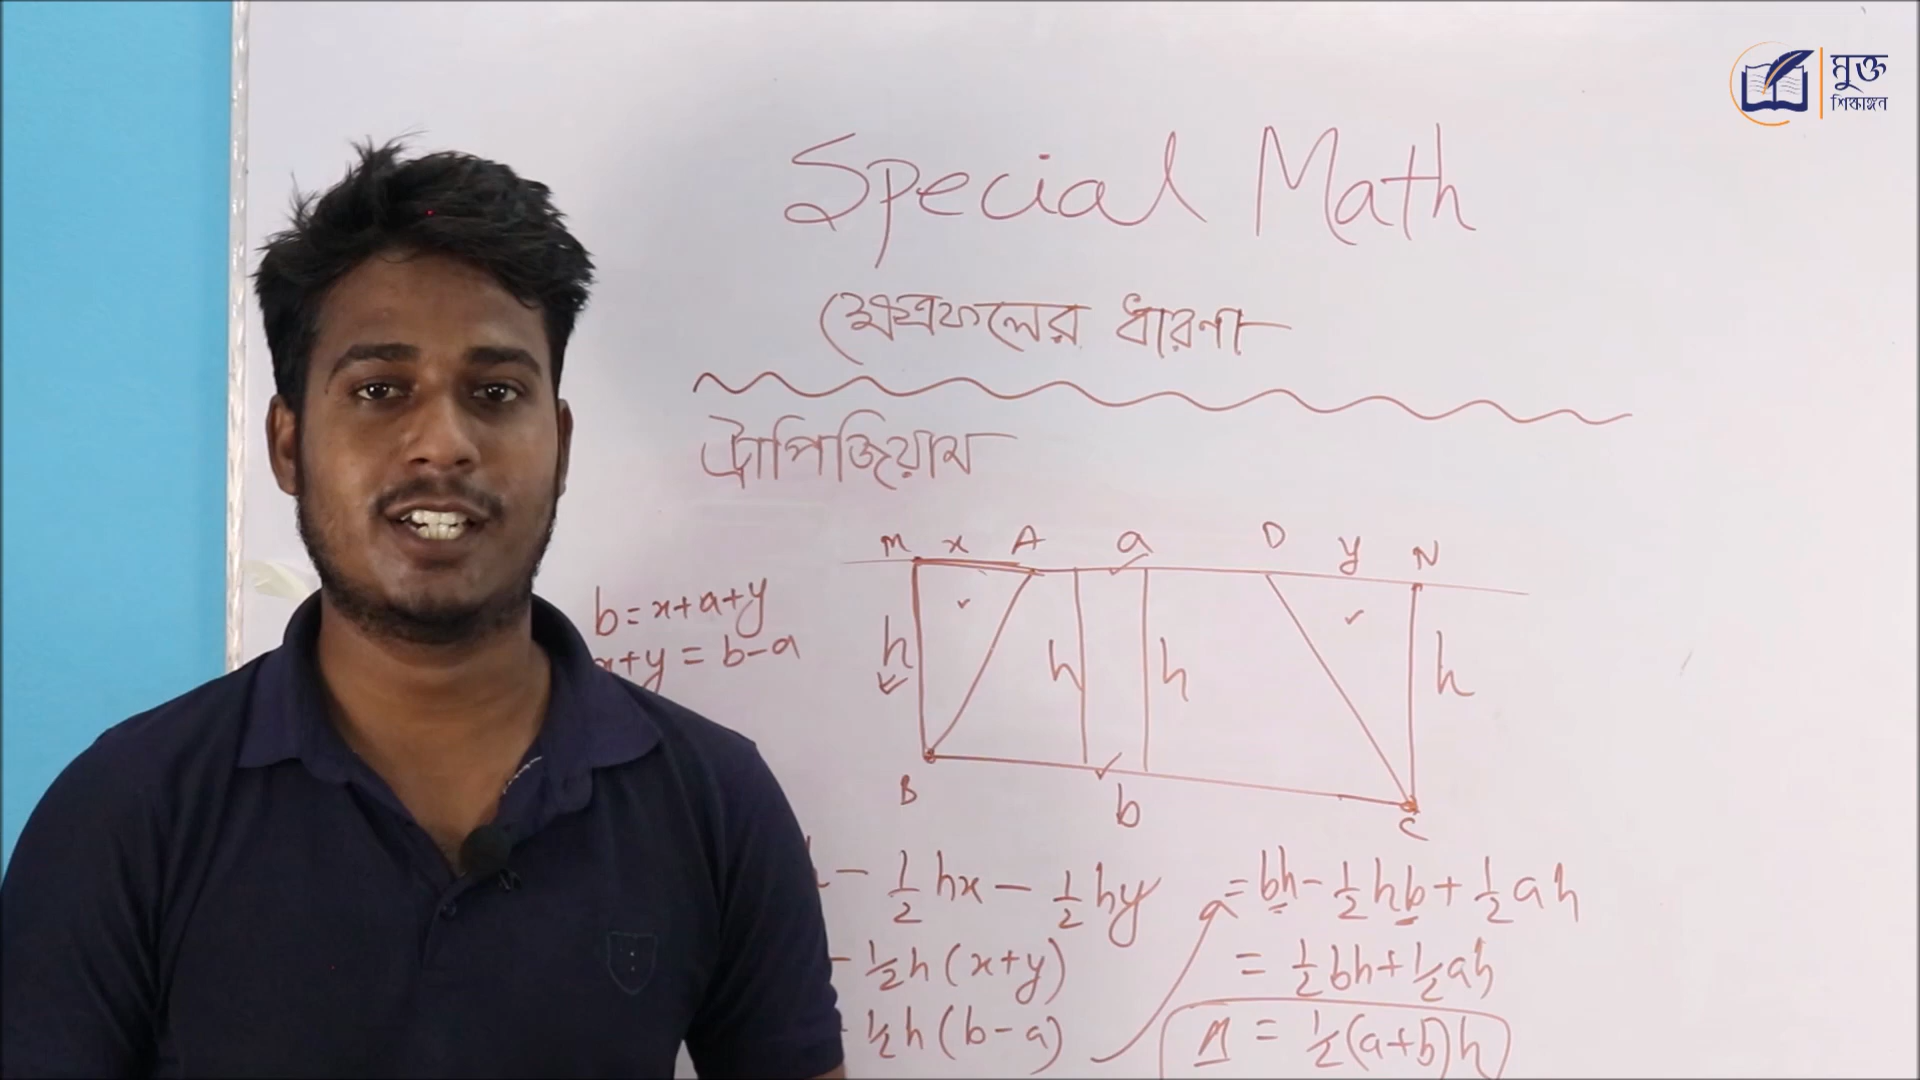 মুক্ত
শিক্ষাঙ্গন
Special Math
ক্ষেত্রফলের ধারনা
ট্রাপিজিয়াম
M x A a D y N
b = x+a+y
x+y = b-a
h h h h
B b C
- 1/2 hx - 1/2 hy
- 1/2 h (x+y)
1/2 h (b-a)
= bh - 1/2 hb + 1/2 ah
= 1/2 bh + 1/2 ah
= 1/2 (a+b) h